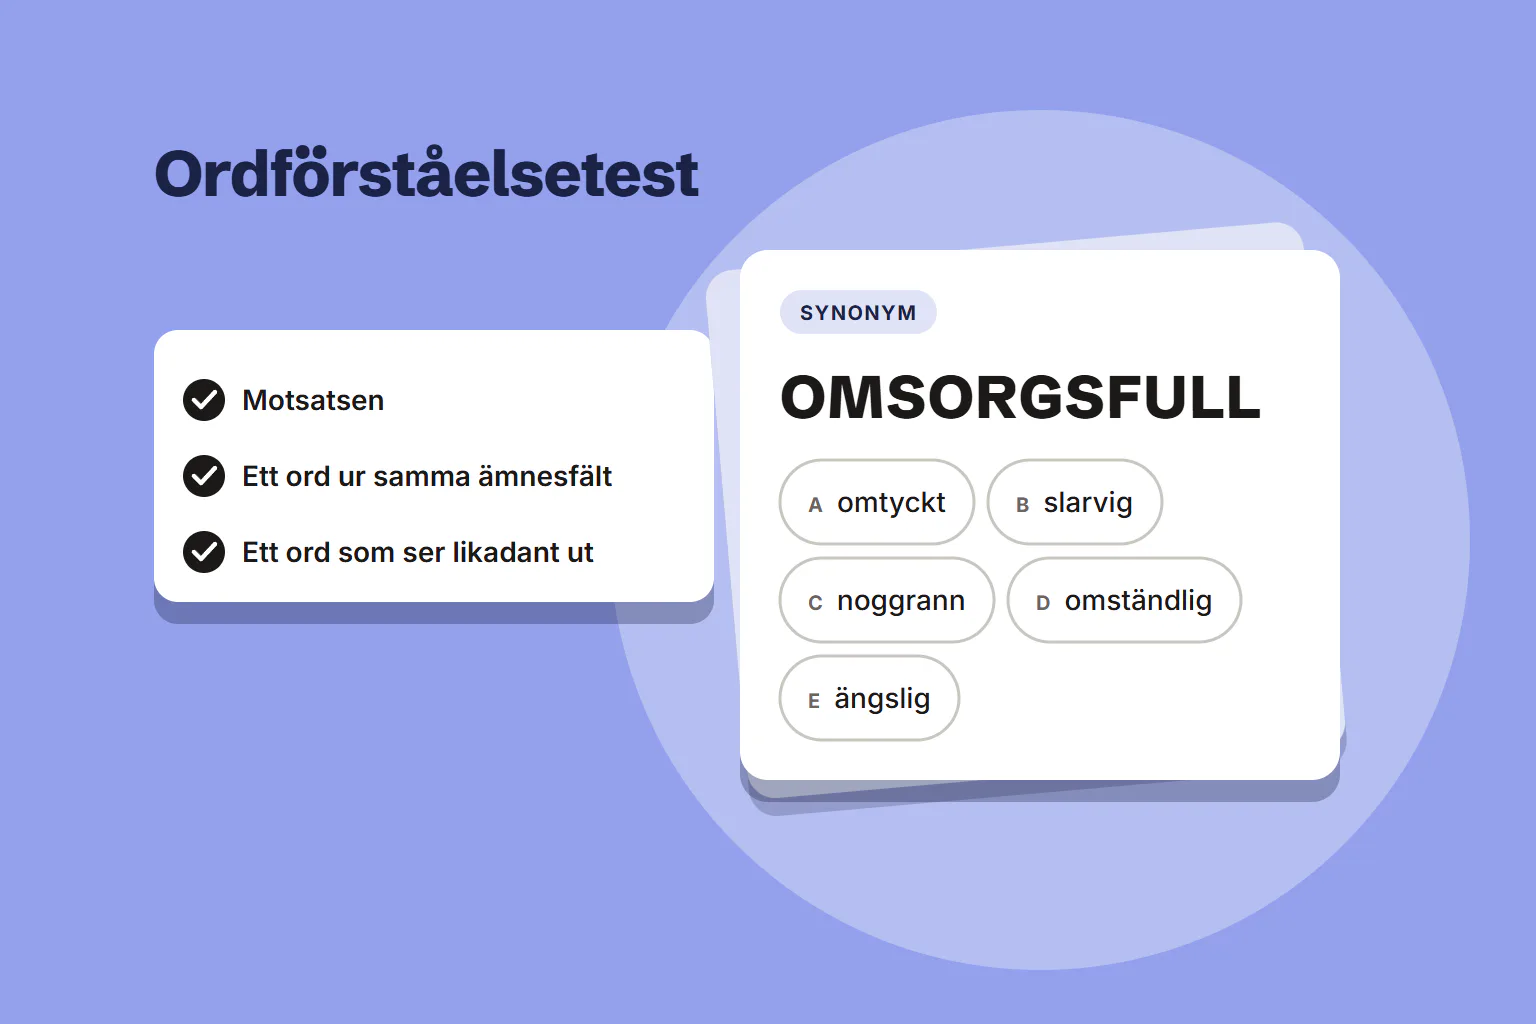 Ordförståelsetest
Motsatsen
Ett ord ur samma ämnesfält
Ett ord som ser likadant ut
SYNONYM
OMSORGSFULL
A omtyckt
B slarvig
C noggrann
D omständlig
E ängslig